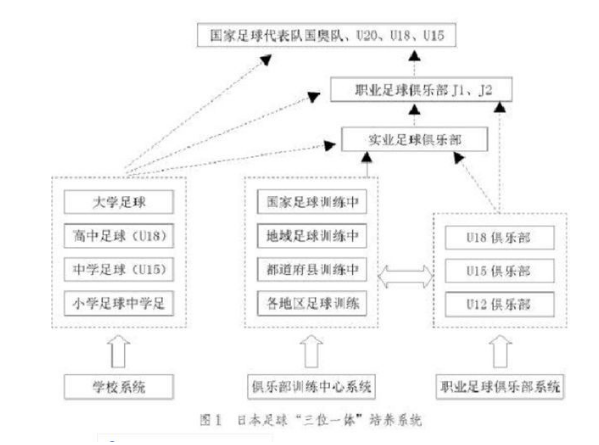 国家足球代表队国奥队、U20、U18、U15
职业足球俱乐部 J1、J2
实业足球俱乐部
大学足球
高中足球（U18）
中学足球（U15）
小学足球中学足
国家足球训练中
地域足球训练中
都道府县训练中
各地区足球训练
U18 俱乐部
U15 俱乐部
U12 俱乐部
学校系统
俱乐部训练中心系统
职业足球俱乐部系统
图1 日本足球“三位一体”培养系统